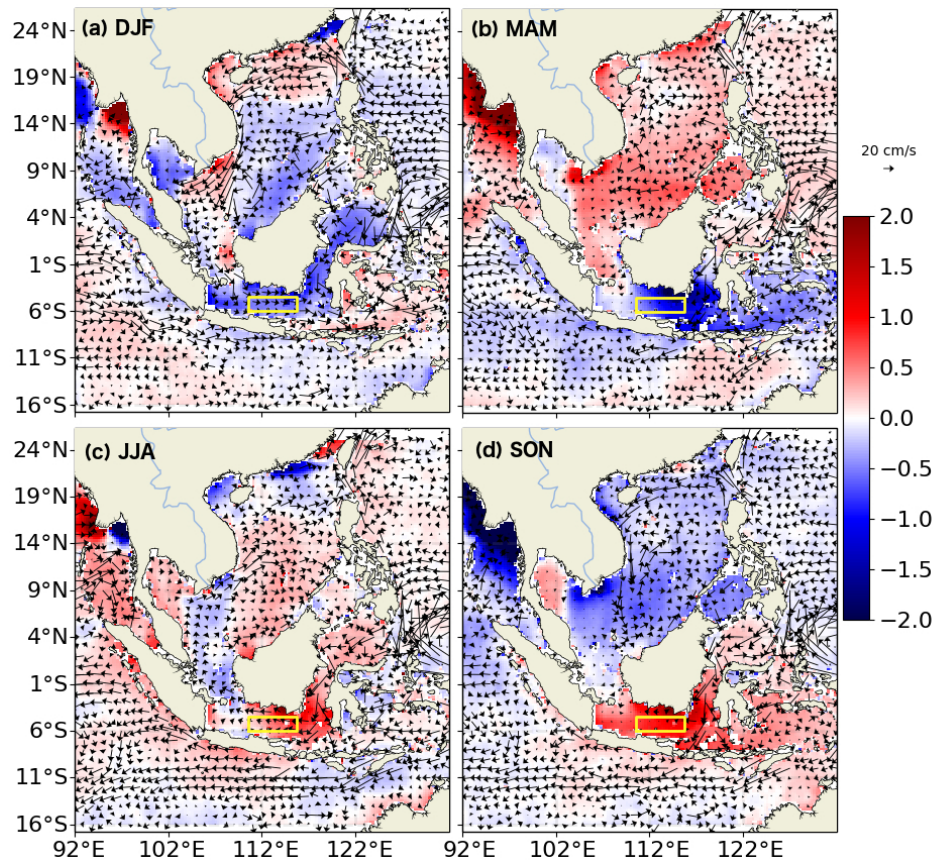 (a) DJF
(b) MAM
24°N
19°N
14°N
9°N
4°N
1°S
6°S
11°S
16°S
20 cm/s
2.0
1.5
1.0
0.5
0.0
−0.5
−1.0
−1.5
−2.0
(c) JJA
(d) SON
24°N
19°N
14°N
9°N
4°N
1°S
6°S
11°S
16°S
92°E 102°E 112°E 122°E
92°E 102°E 112°E 122°E